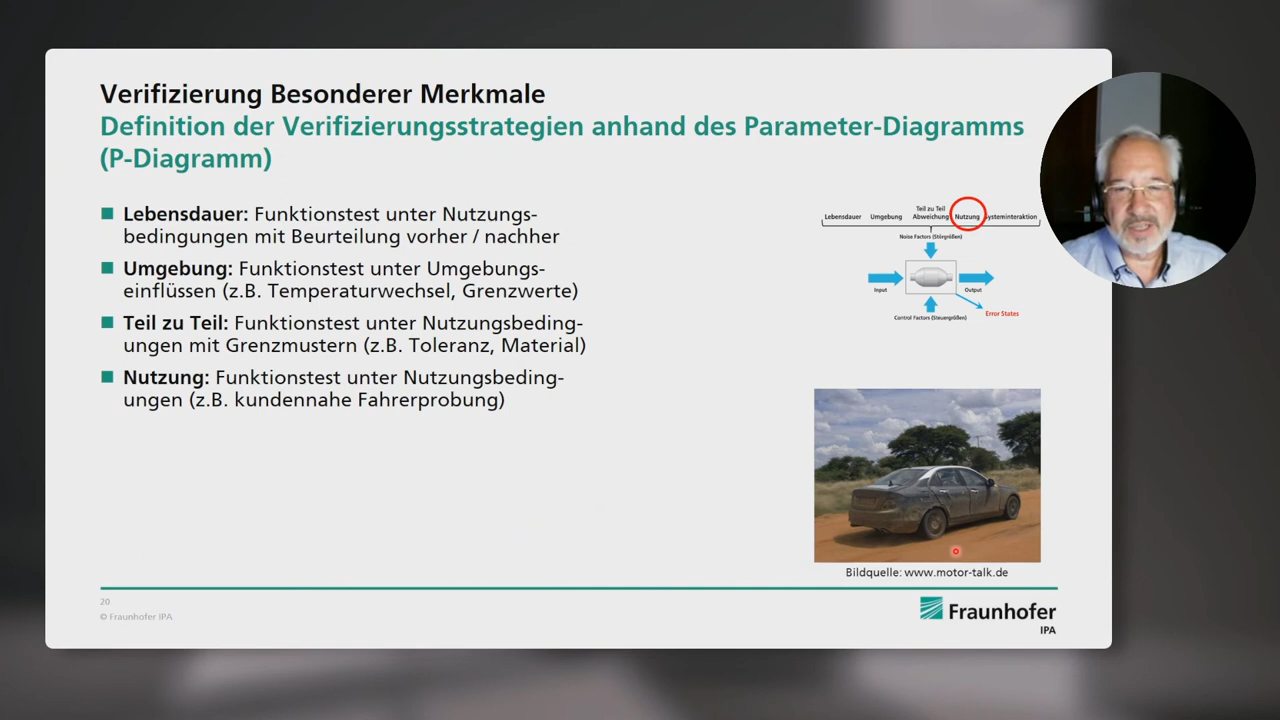 Verifizierung Besonderer Merkmale
Definition der Verifizierungsstrategien anhand des Parameter-Diagramms
(P-Diagramm)
Lebensdauer: Funktionstest unter Nutzungs-
bedingungen mit Beurteilung vorher / nachher
Umgebung: Funktionstest unter Umgebungs-
einflüssen (z.B. Temperaturwechsel, Grenzwerte)
Teil zu Teil: Funktionstest unter Nutzungsbeding-
ungen mit Grenzmustern (z.B. Toleranz, Material)
Nutzung: Funktionstest unter Nutzungsbeding-
ungen (z.B. kundennahe Fahrerprobung)
Teil zu Teil
Lebensdauer Umgebung Abweichung Nutzung Systeminteraktion
Noise Factors (Störgrößen)
Input
Output
Error States
Control Factors (Steuergrößen)
Bildquelle: www.motor-talk.de
20
© Fraunhofer IPA
Fraunhofer
IPA